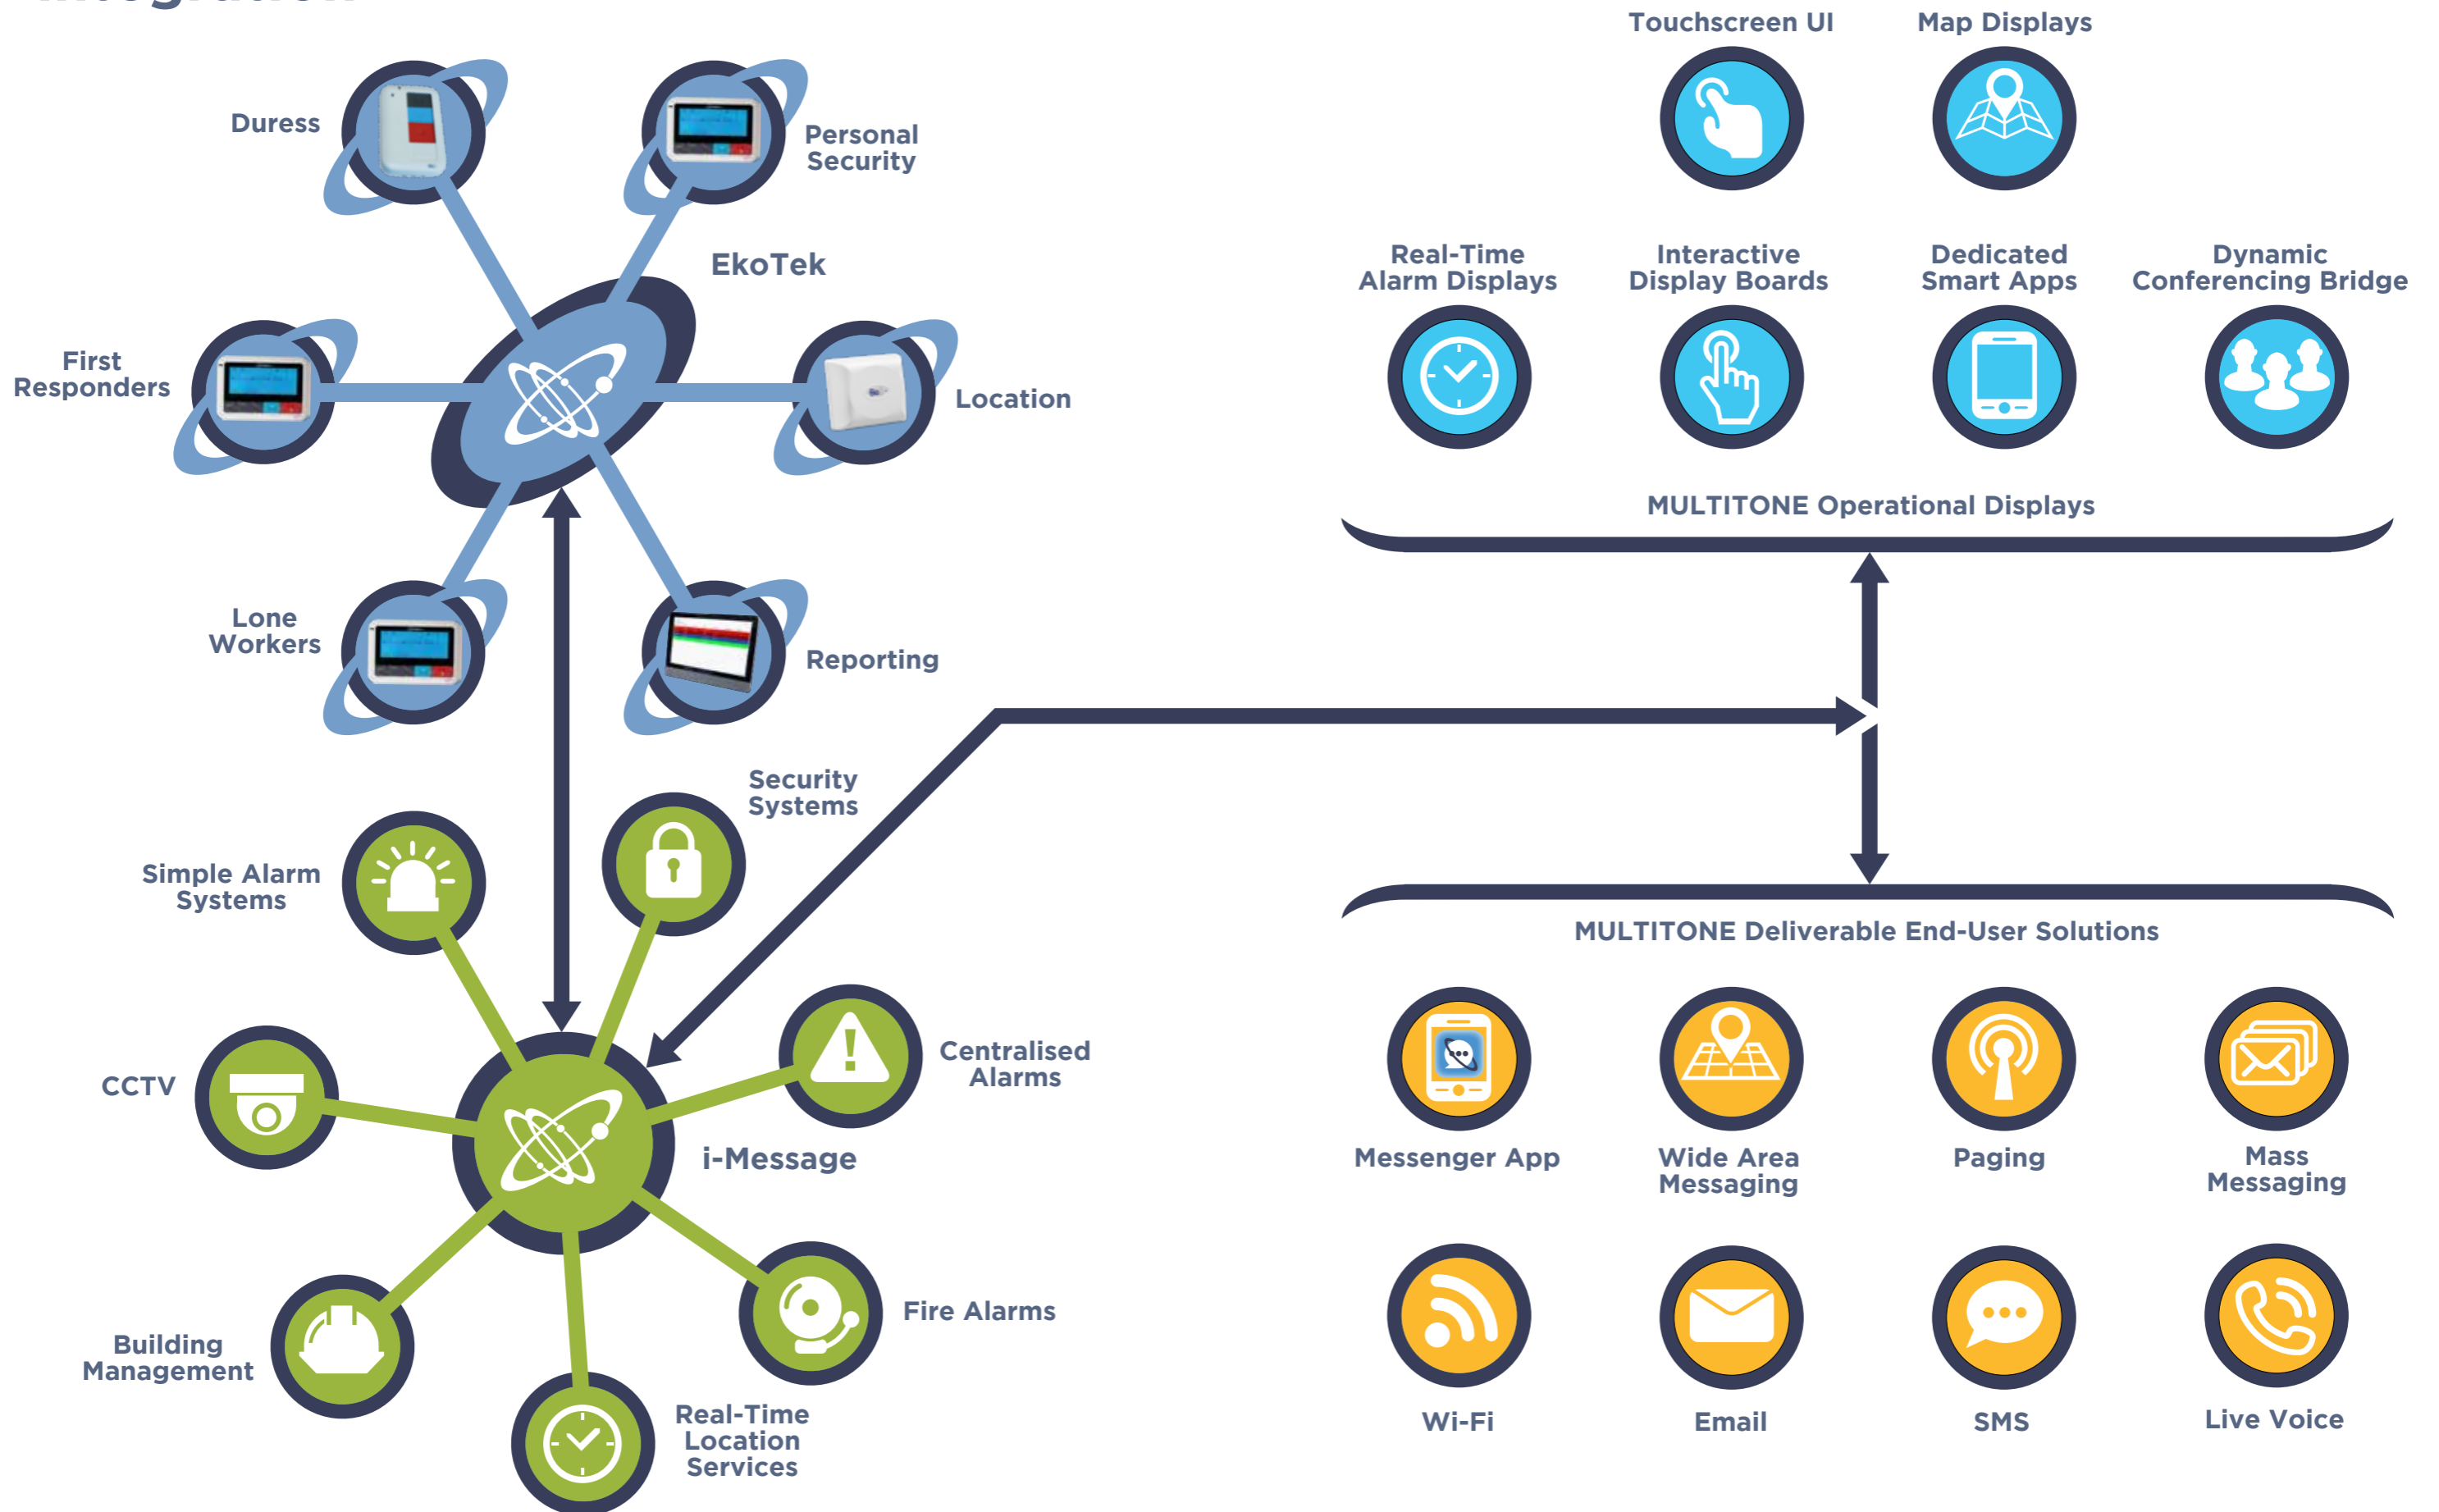 Integration
Touchscreen UI
Map Displays
Duress
Personal
Security
EkoTek
Real-Time
Alarm Displays
Interactive
Display Boards
Dedicated
Smart Apps
Dynamic
Conferencing Bridge
First
Responders
Location
MULTITONE Operational Displays
Lone
Workers
Reporting
Security
Systems
Simple Alarm
Systems
MULTITONE Deliverable End-User Solutions
Centralised
Alarms
CCTV
i-Message
Messenger App
Wide Area
Messaging
Paging
Mass
Messaging
Fire Alarms
Building
Management
Real-Time
Location
Services
Wi-Fi
Email
SMS
Live Voice